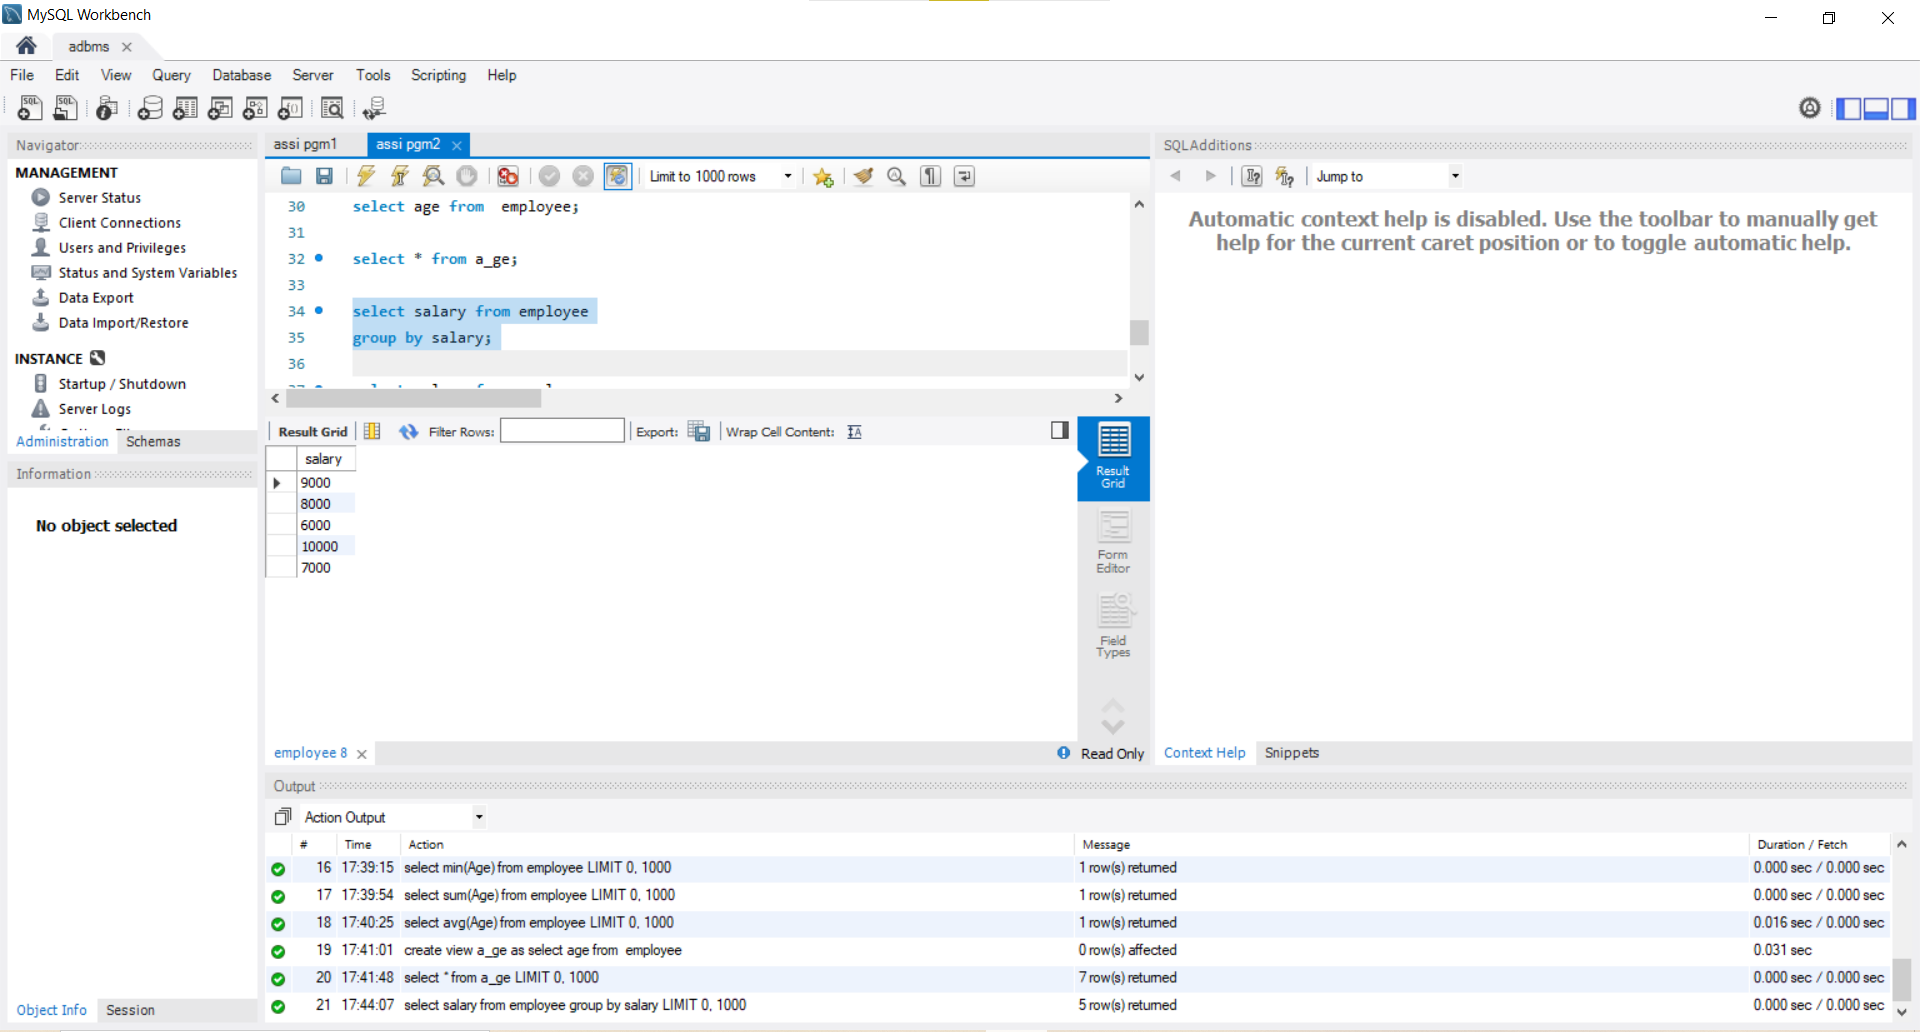 MySQL Workbench
adbms
File Edit View Query Database Server Tools Scripting Help
Navigator
MANAGEMENT
Server Status
Client Connections
Users and Privileges
Status and System Variables
Data Export
Data Import/Restore
INSTANCE
Startup / Shutdown
Server Logs
Administration Schemas
Information
No object selected
Object Info Session
assi pgm1 assi pgm2
Limit to 1000 rows
30 select age from employee;
31
32 select * from a_ge;
33
34 select salary from employee
35 group by salary;
36
Result Grid Filter Rows: Export: Wrap Cell Content:
salary
9000
8000
6000
10000
7000
Result
Grid
Form
Editor
Field
Types
employee 8 Read Only
SQLAdditions
Jump to
Automatic context help is disabled. Use the toolbar to manually get
help for the current caret position or to toggle automatic help.
Context Help Snippets
Output
Action Output
# Time Action Message Duration / Fetch
16 17:39:15 select min(Age) from employee LIMIT 0, 1000 1 row(s) returned 0.000 sec / 0.000 sec
17 17:39:54 select sum(Age) from employee LIMIT 0, 1000 1 row(s) returned 0.000 sec / 0.000 sec
18 17:40:25 select avg(Age) from employee LIMIT 0, 1000 1 row(s) returned 0.016 sec / 0.000 sec
19 17:41:01 create view a_ge as select age from employee 0 row(s) affected 0.031 sec
20 17:41:48 select * from a_ge LIMIT 0, 1000 7 row(s) returned 0.000 sec / 0.000 sec
21 17:44:07 select salary from employee group by salary LIMIT 0, 1000 5 row(s) returned 0.000 sec / 0.000 sec